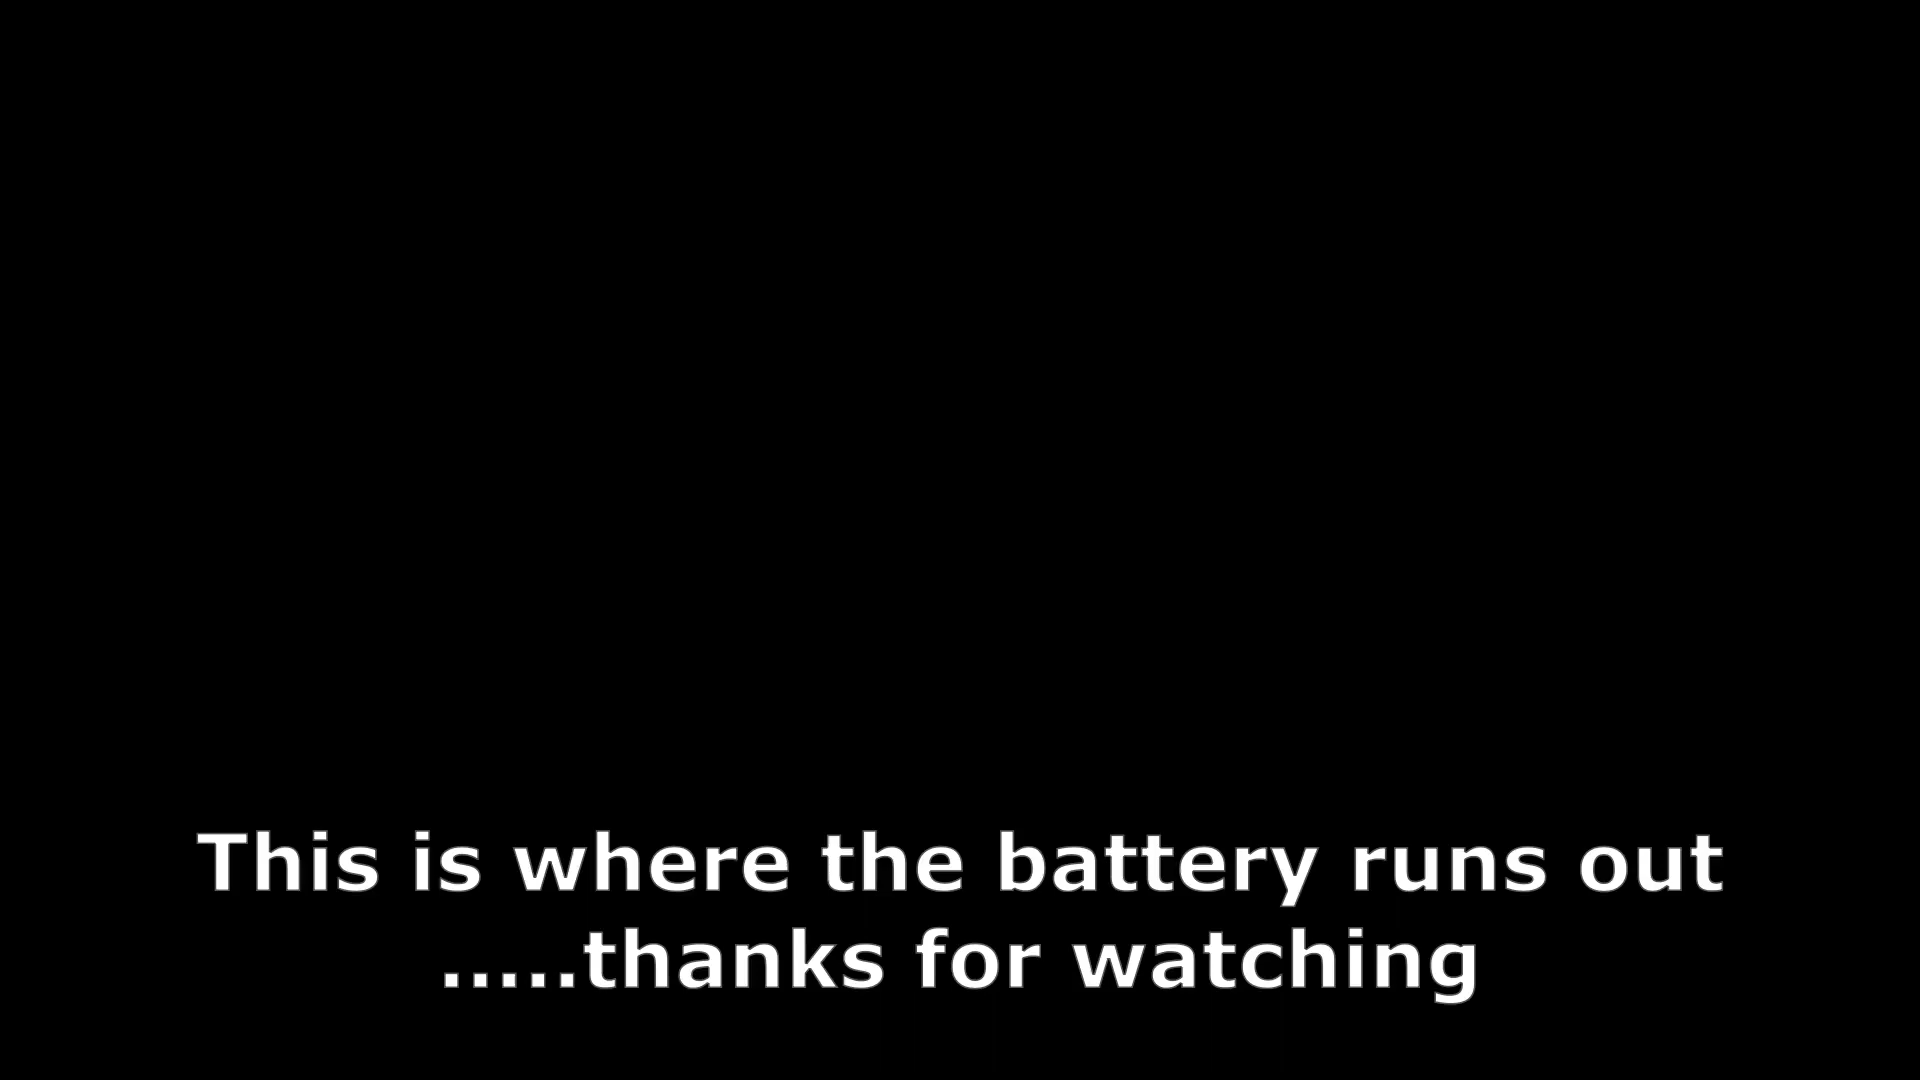 This is where the battery runs out
.....thanks for watching